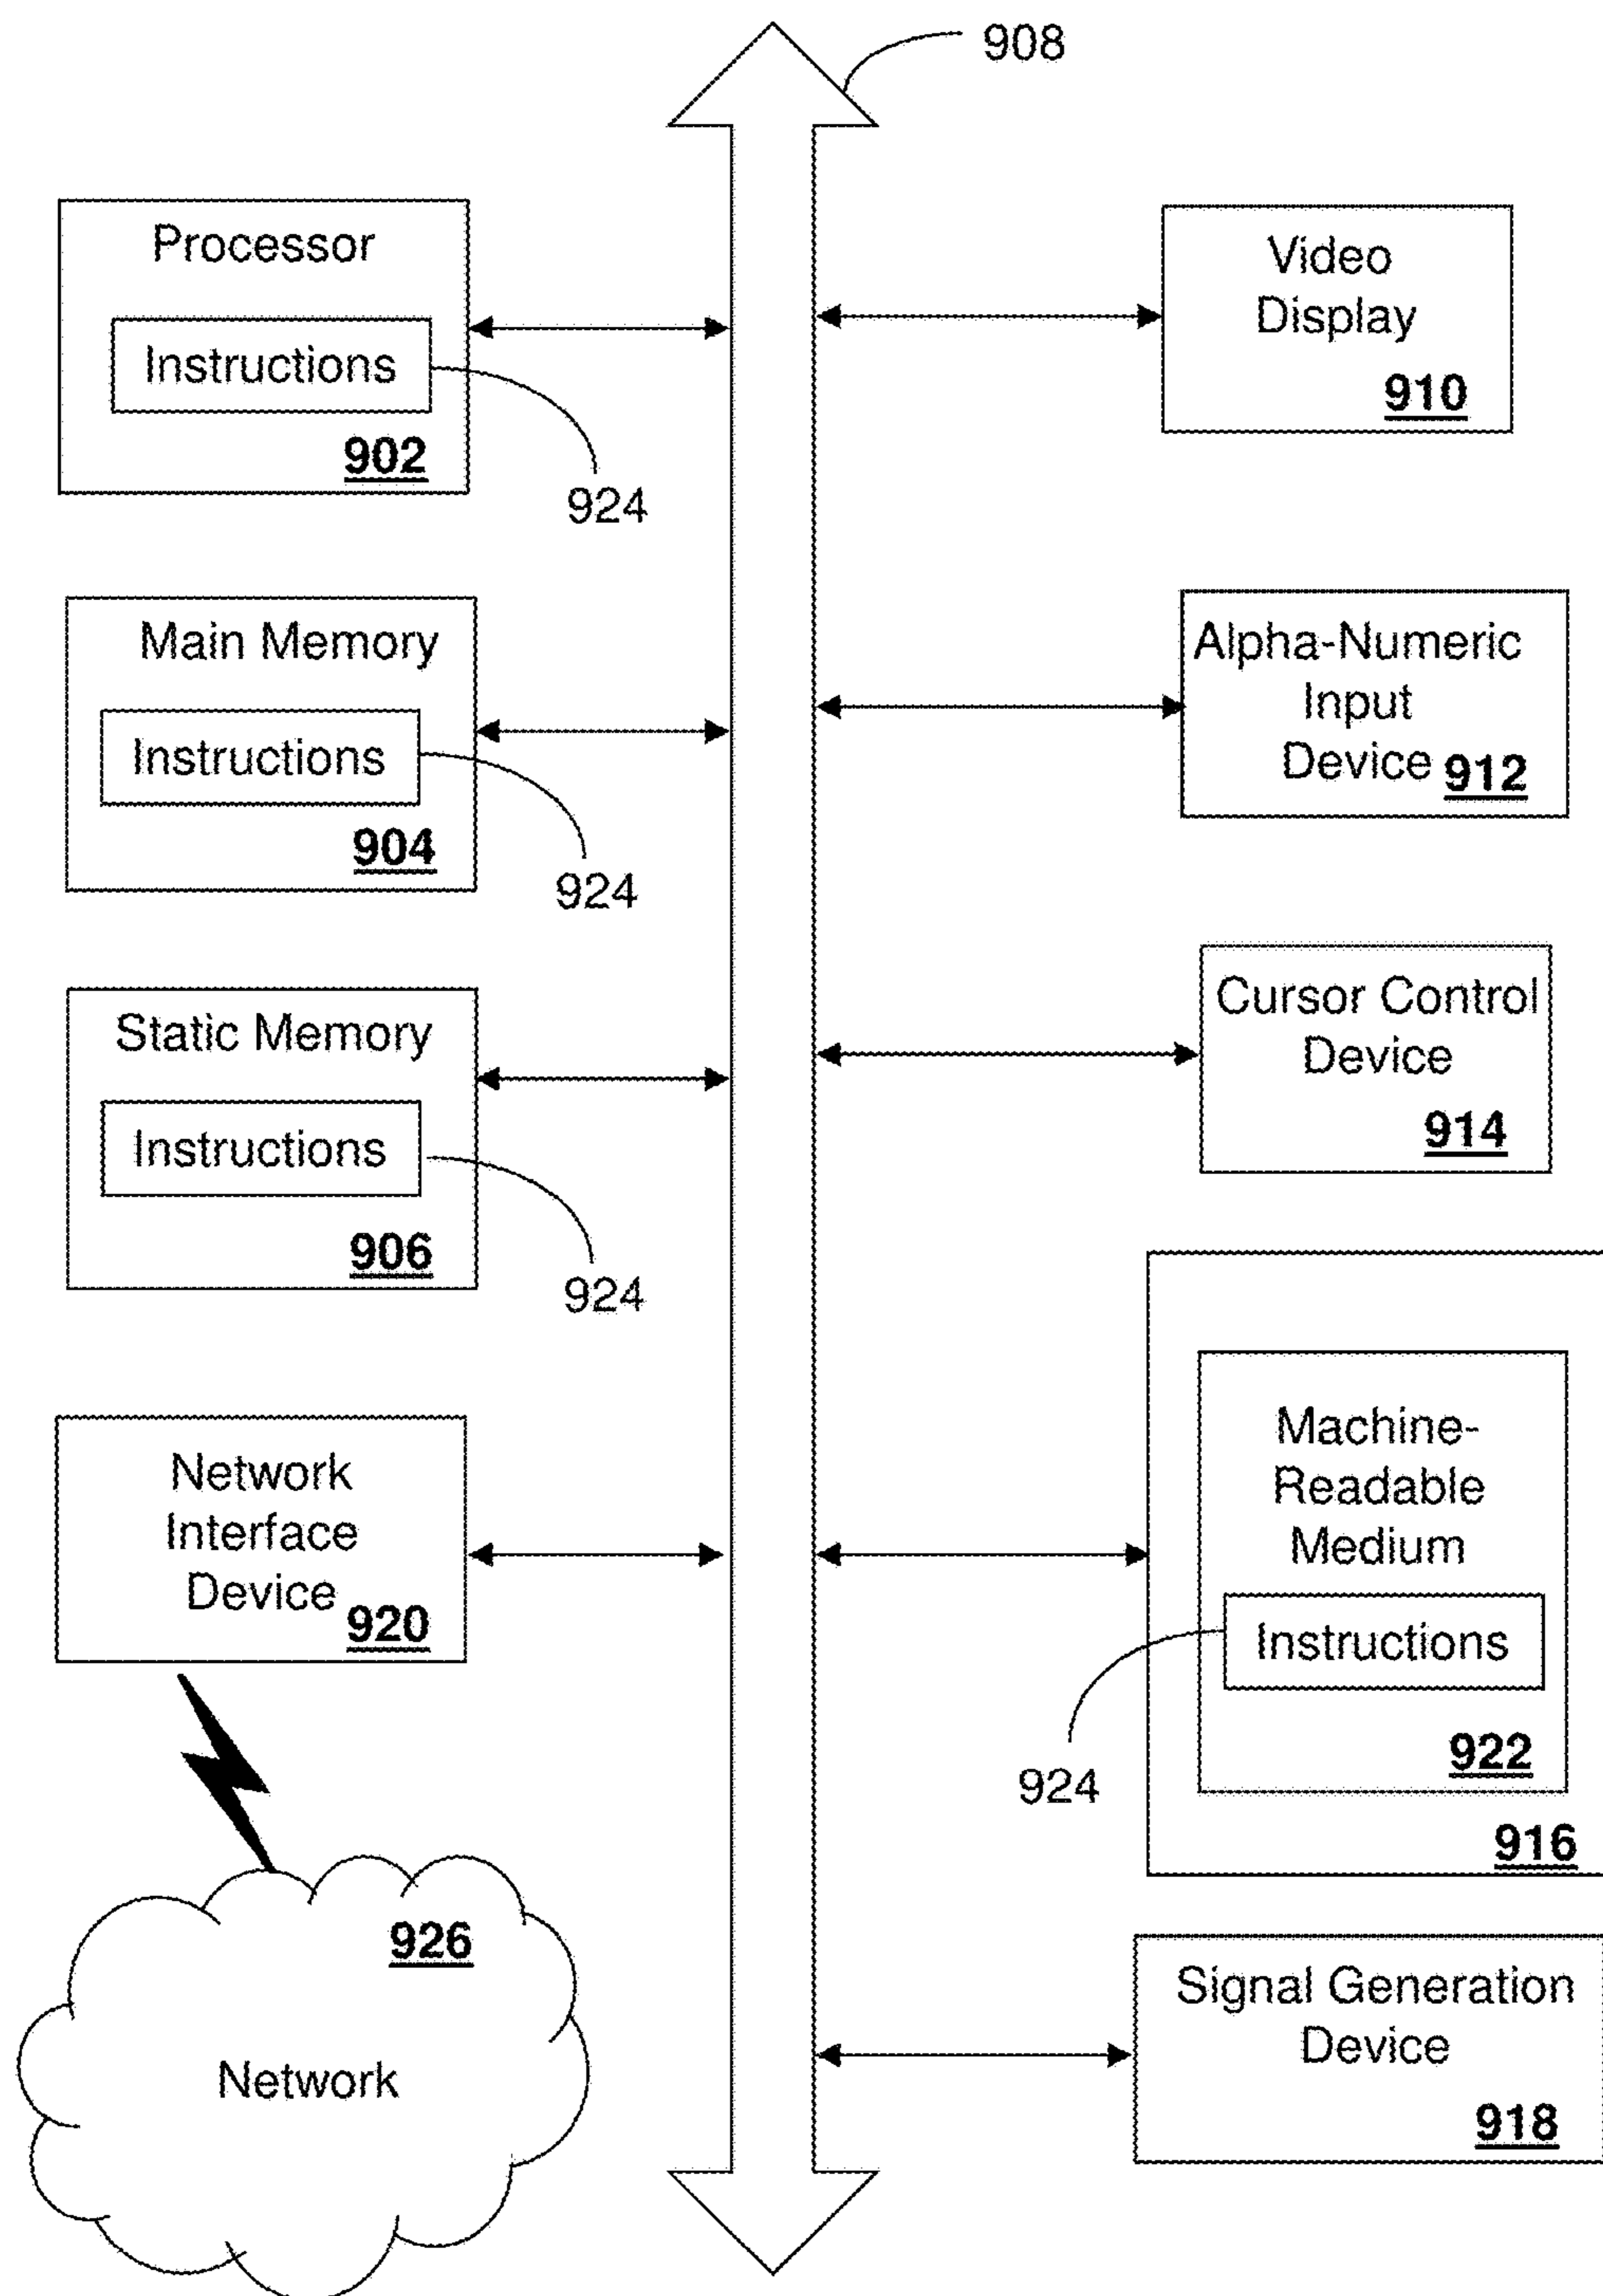 908
Processor
Instructions
902
924
Main Memory
Instructions
904
924
Static Memory
Instructions
906
924
Network
Interface
Device
920
926
Network
Video
Display
910
Alpha-Numeric
Input
Device
912
Cursor Control
Device
914
Machine-
Readable
Medium
Instructions
922
924
916
Signal Generation
Device
918